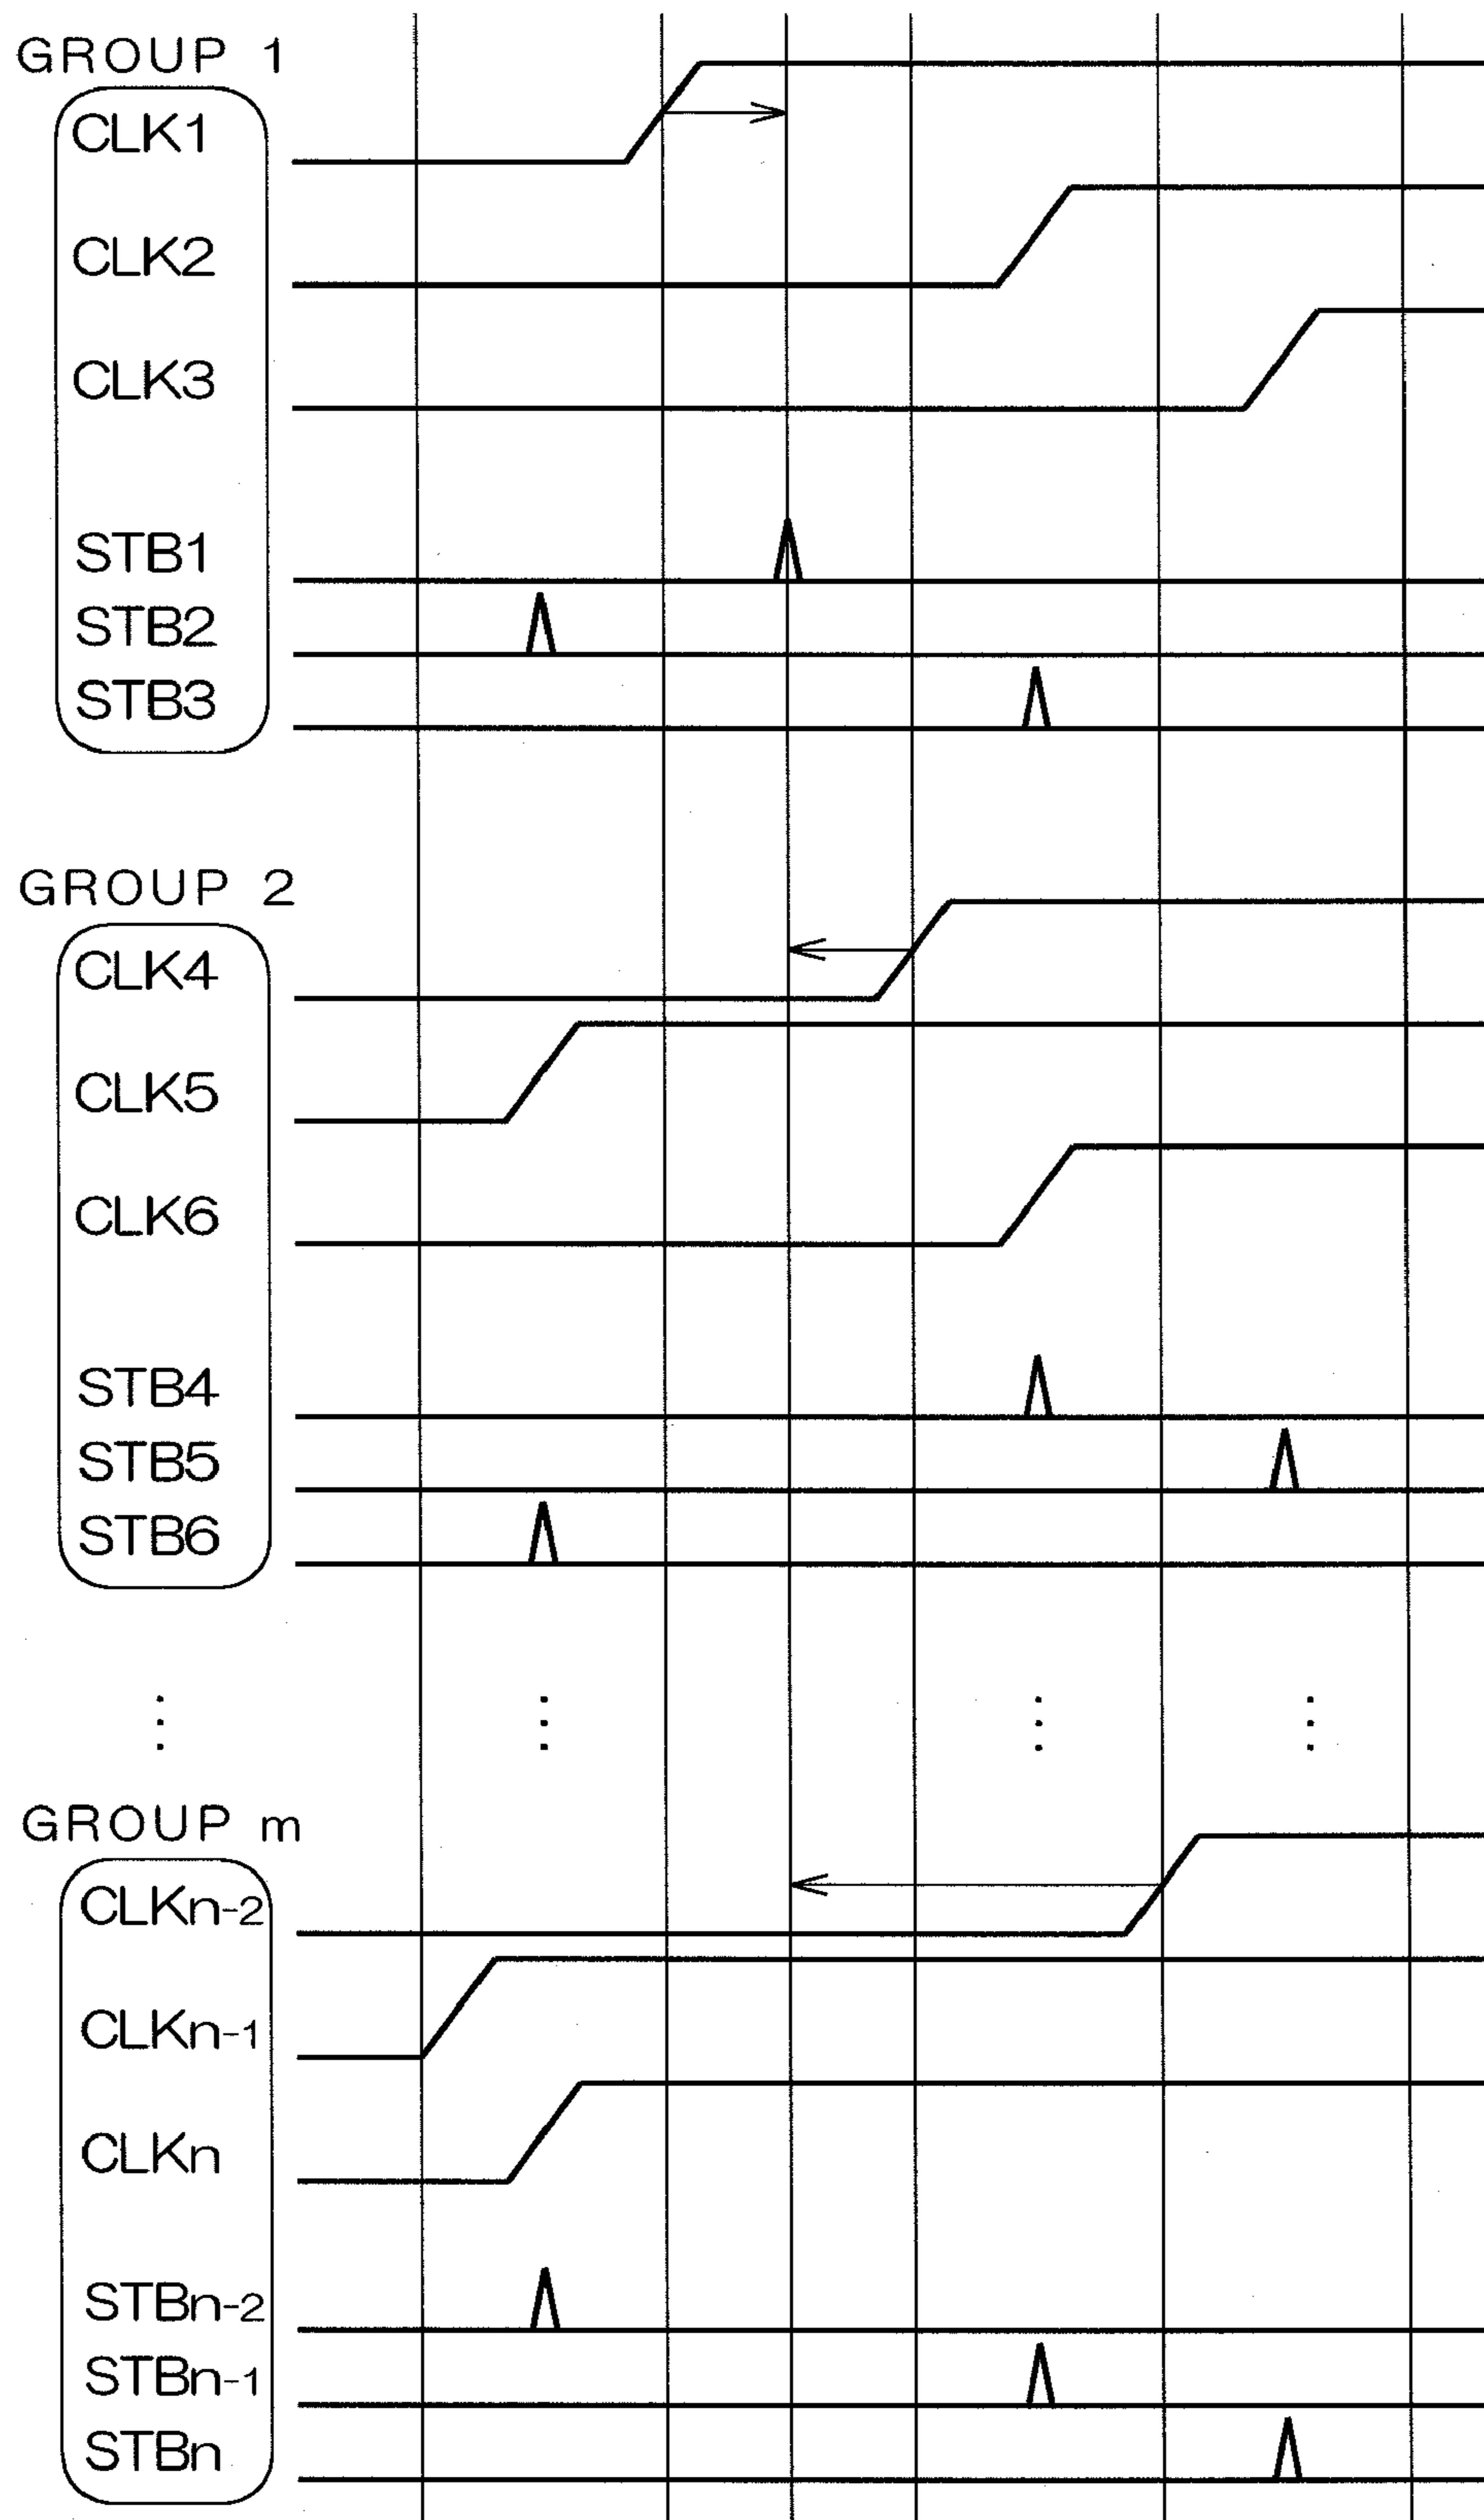 GROUP 1
CLK1
CLK2
CLK3
STB1
STB2
STB3
GROUP 2
CLK4
CLK5
CLK6
STB4
STB5
STB6
GROUP m
CLKn-2
CLKn-1
CLKn
STBn-2
STBn-1
STBn